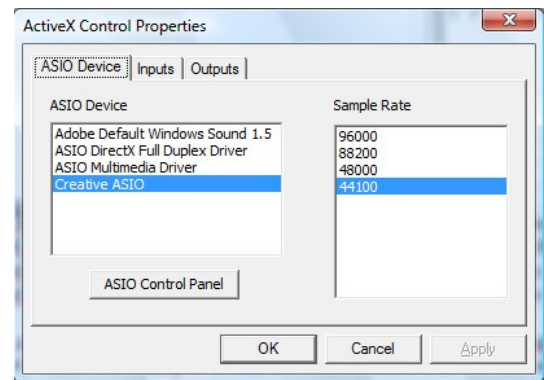 ActiveX Control Properties
ASIO Device Inputs Outputs
ASIO Device
Adobe Default Windows Sound 1.5
ASIO DirectX Full Duplex Driver
ASIO Multimedia Driver
Creative ASIO
ASIO Control Panel
Sample Rate
96000
88200
48000
44100
OK Cancel Apply